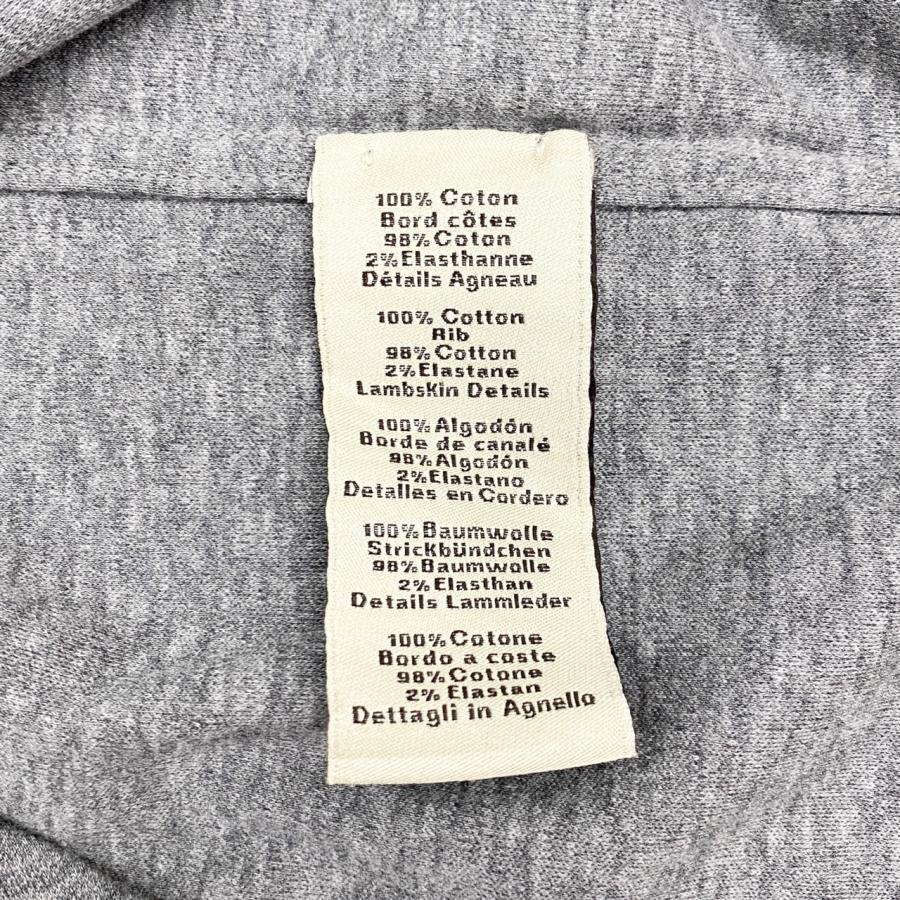 100% Coton
Bord côtes
98% Coton
2% Elasthanne
Détails Agneau
100% Cotton
Rib
98% Cotton
2% Elastane
Lambskin Details
100% Algodón
Borde de canalé
98% Algodón
2% Elastano
Detalles en Cordero
100% Baumwolle
Strickbündchen
98% Baumwolle
2% Elasthan
Details Lammleder
100% Cotone
Bordo a coste
98% Cotone
2% Elastan
Dettagli in Agnello